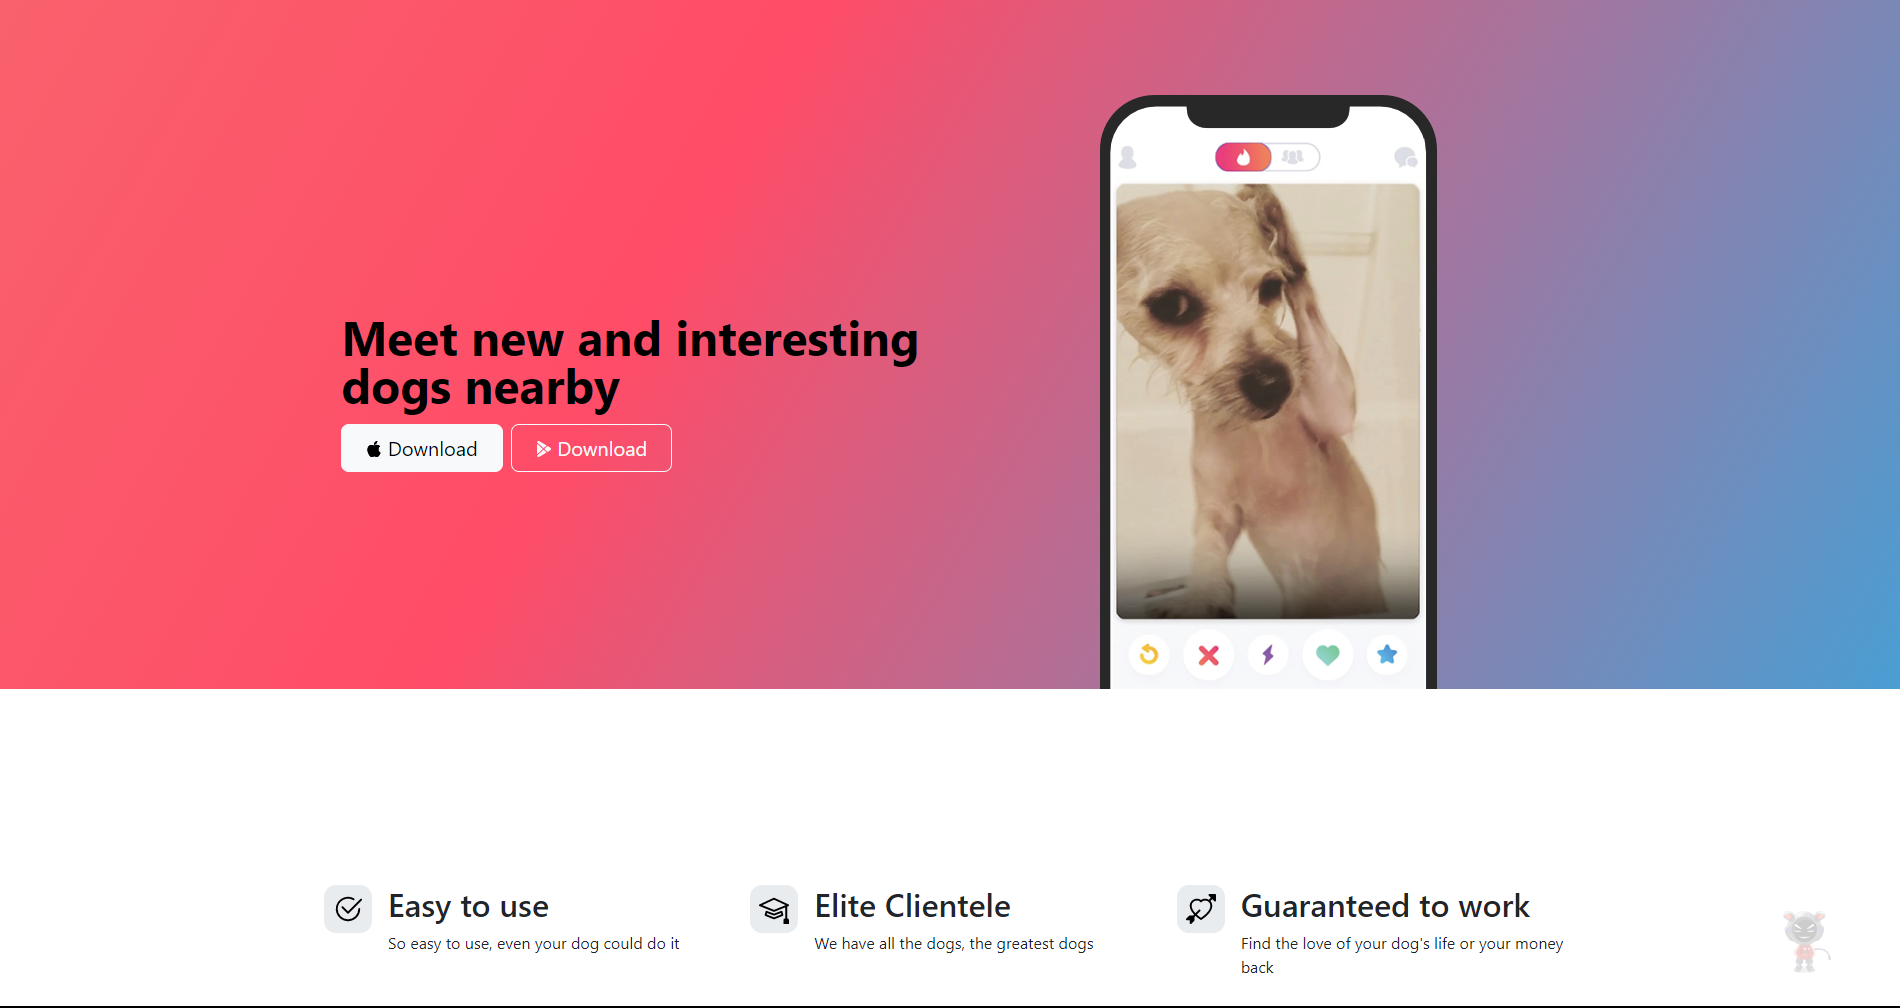 Meet new and interesting
dogs nearby
Download
Download
Easy to use
So easy to use, even your dog could do it
Elite Clientele
We have all the dogs, the greatest dogs
Guaranteed to work
Find the love of your dog's life or your money
back